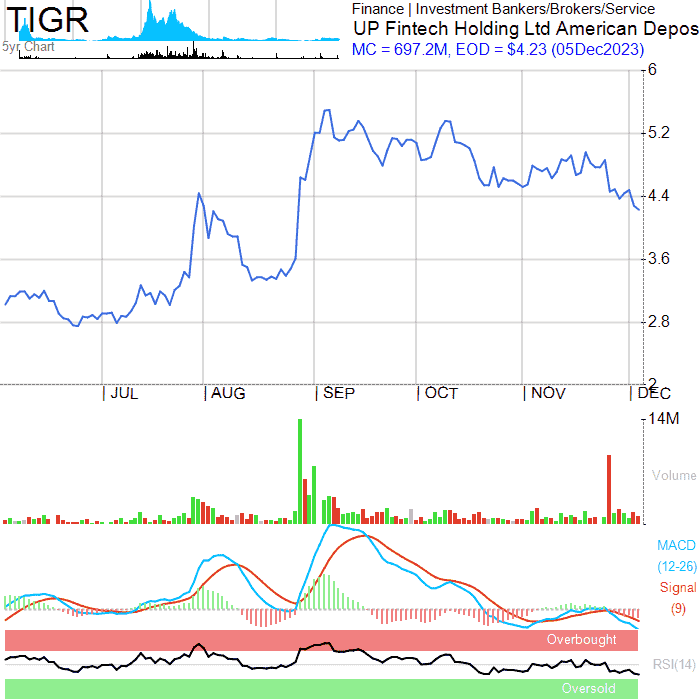 TIGR
5yr. Chart
Finance | Investment Bankers/Brokers/Service
UP Fintech Holding Ltd American Depos
MC = 697.2M, EOD = $4.23 (05Dec2023)
6
5.2
4.4
3.6
2.8
2
| JUL | AUG | SEP | OCT | NOV | DEC
14M
Volume
MACD
(12-26)
Signal
(9)
Overbought
RSI(14)
Oversold